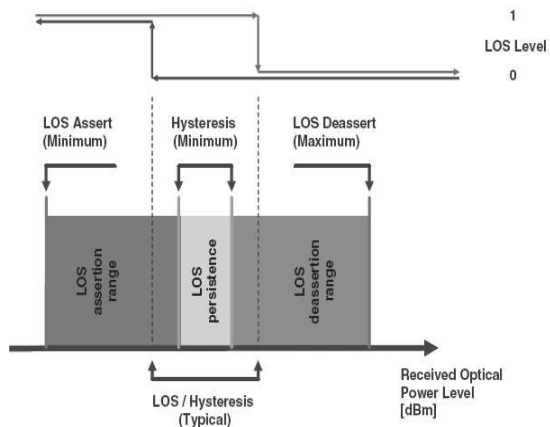 1
LOS Level
0
LOS Assert
(Minimum)
Hysteresis
(Minimum)
LOS Deassert
(Maximum)
LOS
assertion
range
LOS
persistence
LOS
deassertion
range
Received Optical
Power Level
[dBm]
LOS / Hysteresis
(Typical)